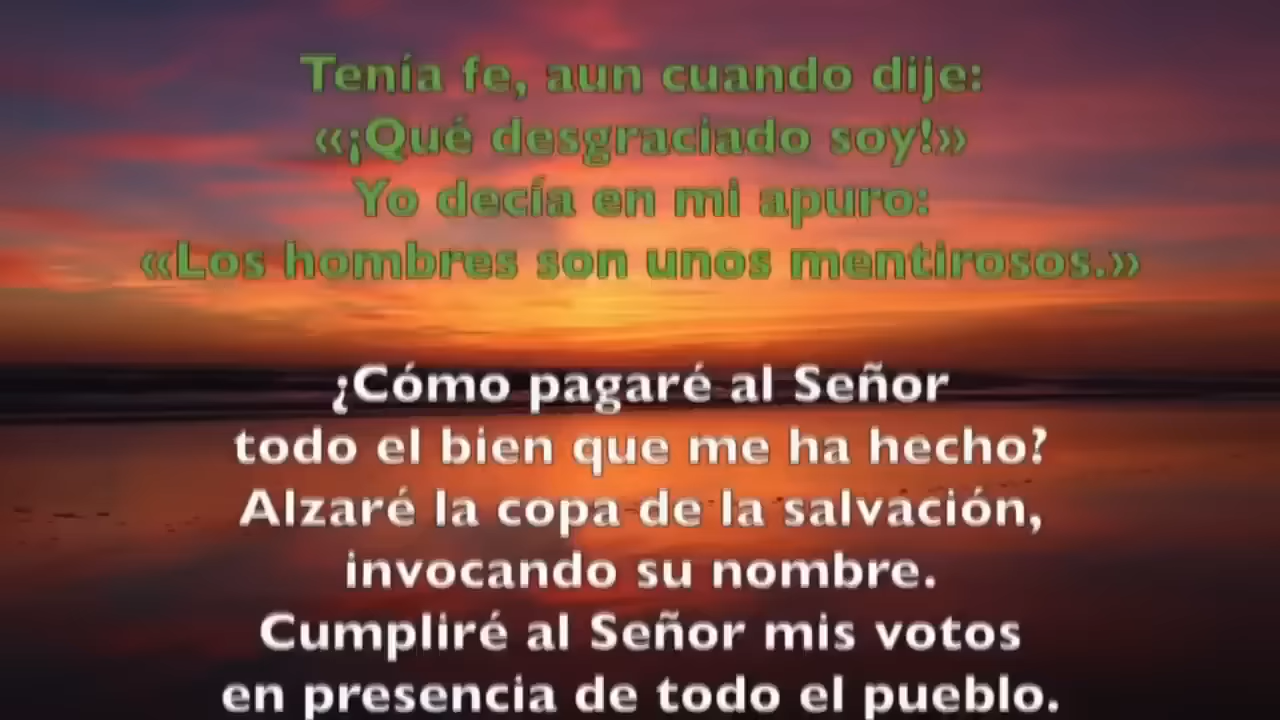 Tenía fe, aun cuando dije:
«¡Qué desgraciado soy!»
Yo decía en mi apuro:
«Los hombres son unos mentirosos.»
¿Cómo pagaré al Señor
todo el bien que me ha hecho?
Alzaré la copa de la salvación,
invocando su nombre.
Cumpliré al Señor mis votos
en presencia de todo el pueblo.